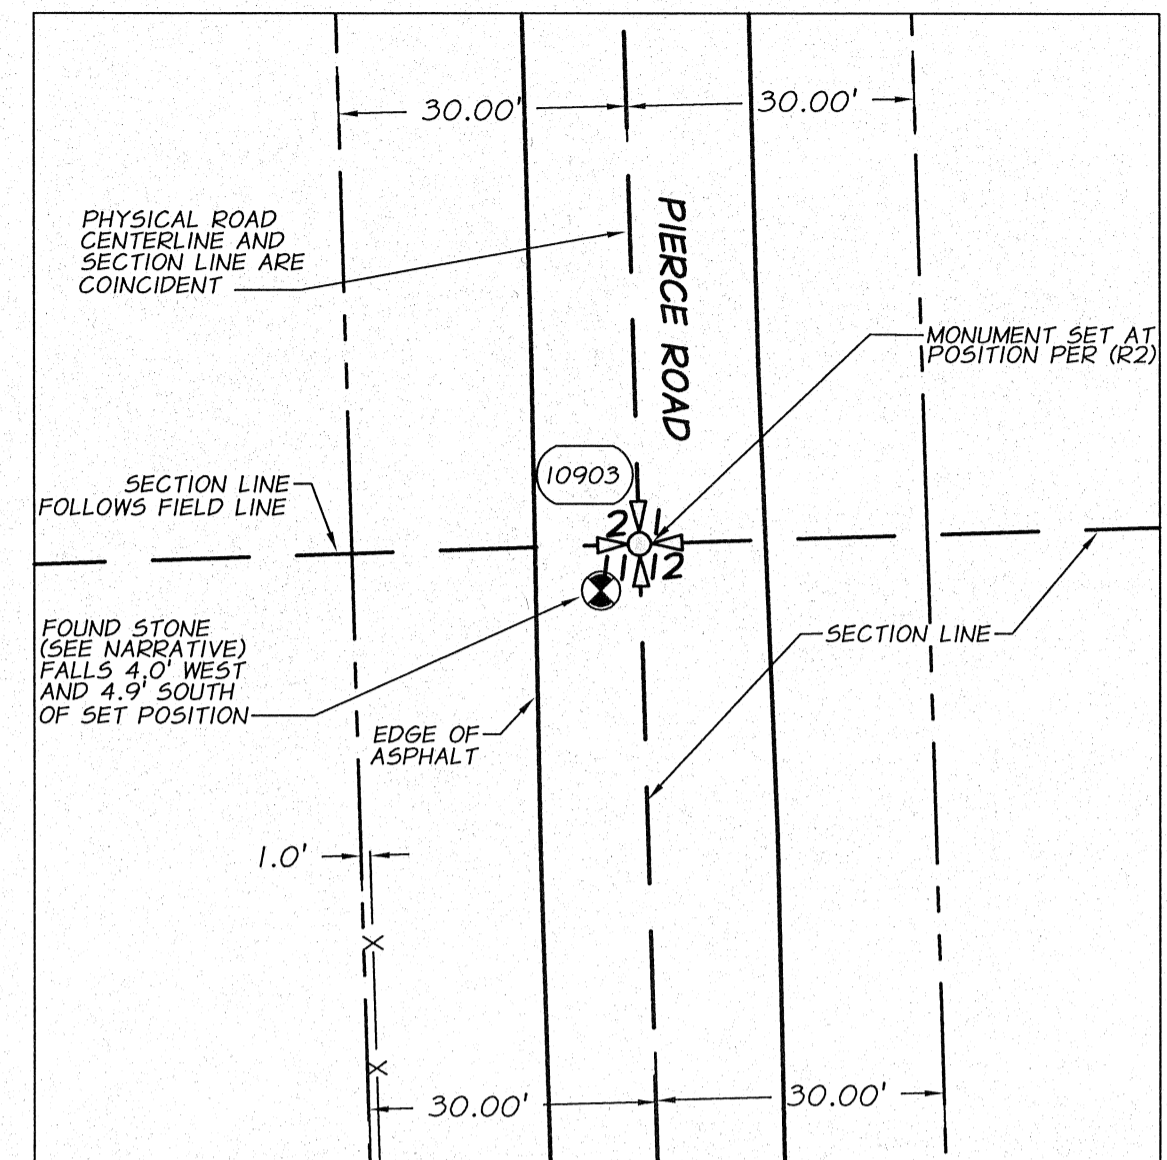 30.00'
30.00'
PHYSICAL ROAD
CENTERLINE AND
SECTION LINE ARE
COINCIDENT
PIERCE ROAD
MONUMENT SET AT
POSITION PER (R2)
SECTION LINE
FOLLOWS FIELD LINE
10903
2 1
11 12
FOUND STONE
(SEE NARRATIVE)
FALLS 4.0' WEST
AND 4.9' SOUTH
OF SET POSITION
SECTION LINE
EDGE OF
ASPHALT
1.0'
X
X
30.00'
30.00'